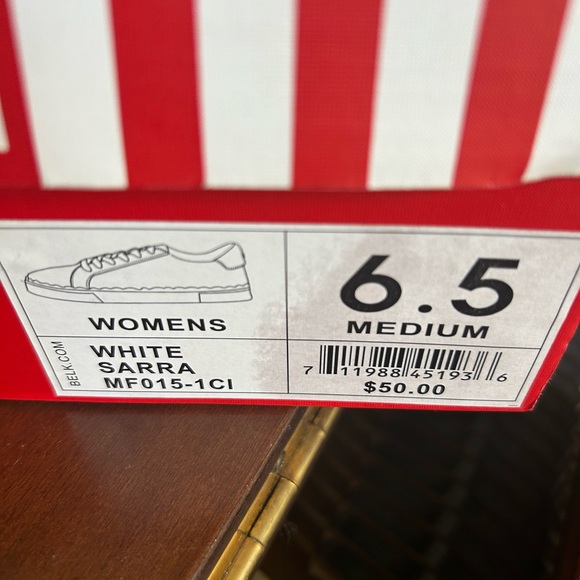 WOMENS
6.5
MEDIUM
BELK.COM
WHITE
SARRA
MF015-1CI
7 11988 45193 6
$50.00